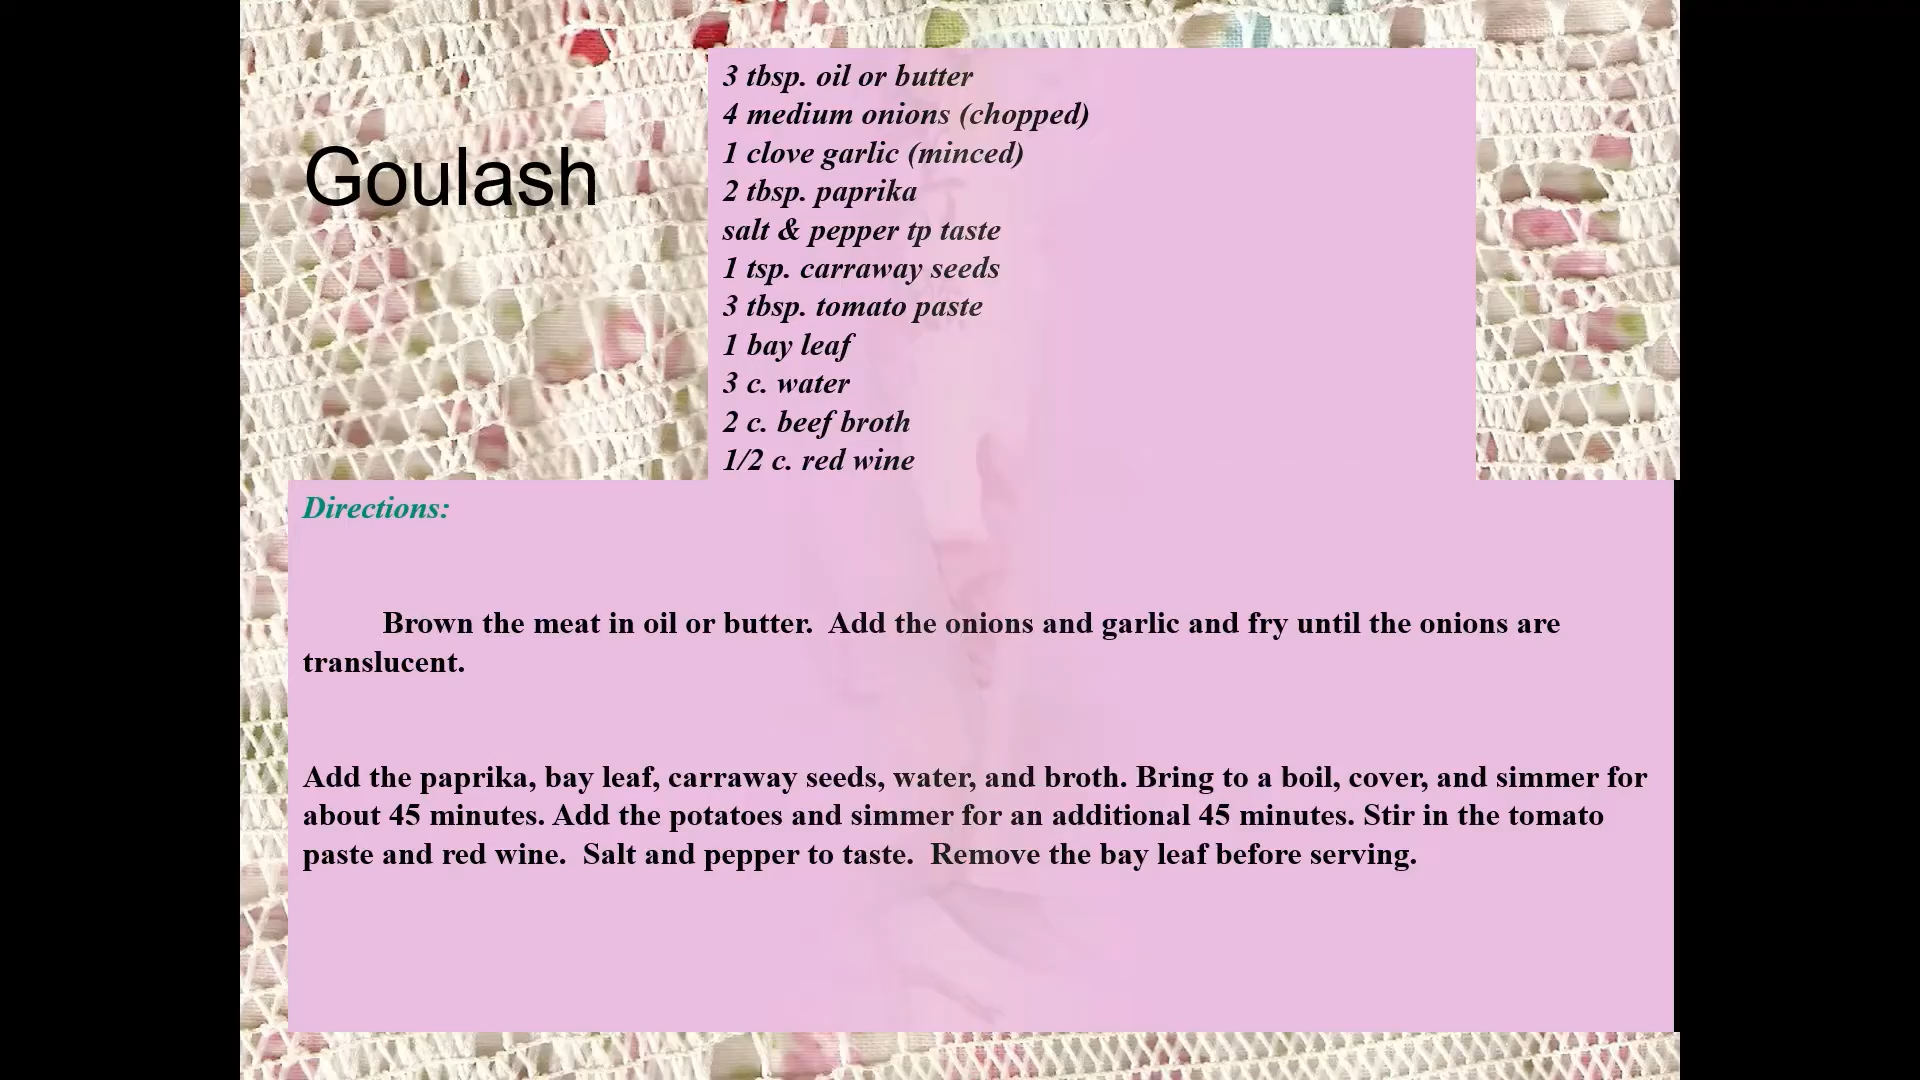 Goulash
3 tbsp. oil or butter
4 medium onions (chopped)
1 clove garlic (minced)
2 tbsp. paprika
salt & pepper tp taste
1 tsp. carraway seeds
3 tbsp. tomato paste
1 bay leaf
3 c. water
2 c. beef broth
1/2 c. red wine
Directions:
Brown the meat in oil or butter.  Add the onions and garlic and fry until the onions are
translucent.
Add the paprika, bay leaf, carraway seeds, water, and broth. Bring to a boil, cover, and simmer for
about 45 minutes. Add the potatoes and simmer for an additional 45 minutes. Stir in the tomato
paste and red wine.  Salt and pepper to taste.  Remove the bay leaf before serving.